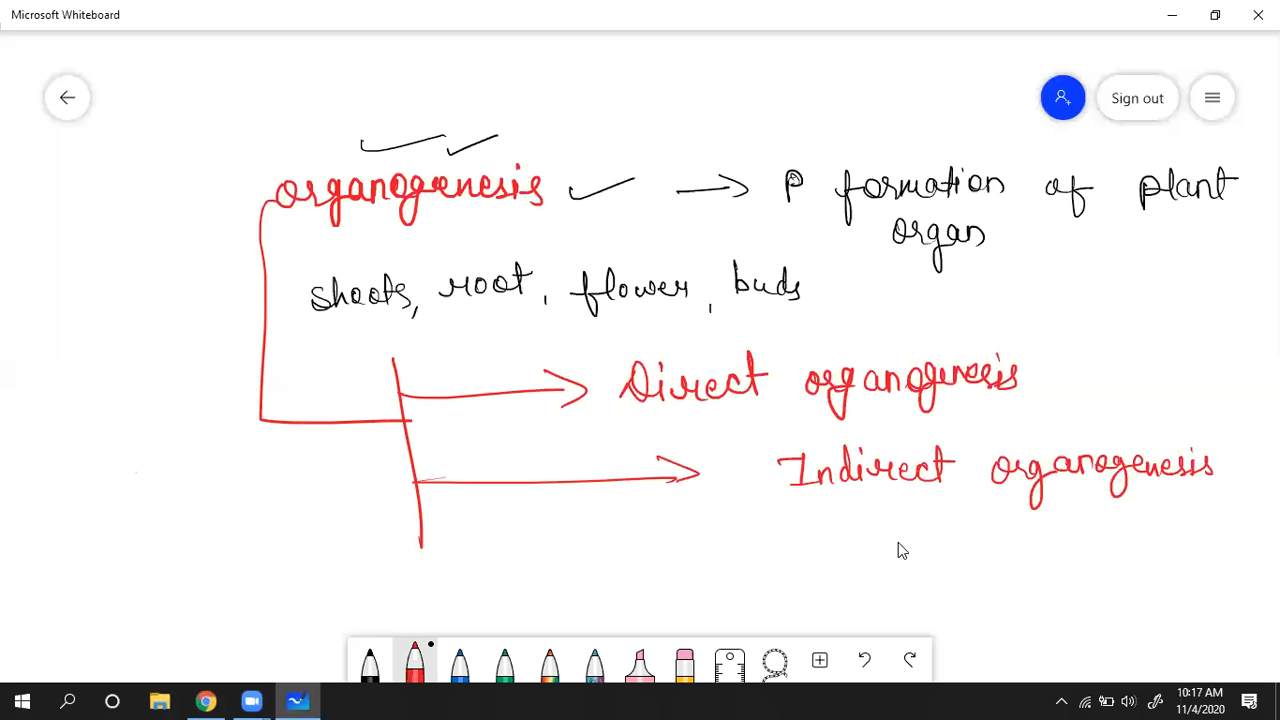 Microsoft Whiteboard
Sign out
organogenesis → P formation of plant
organ
shoots, root, flower, buds
Direct organogenesis
Indirect organogenesis
10:17 AM
11/4/2020